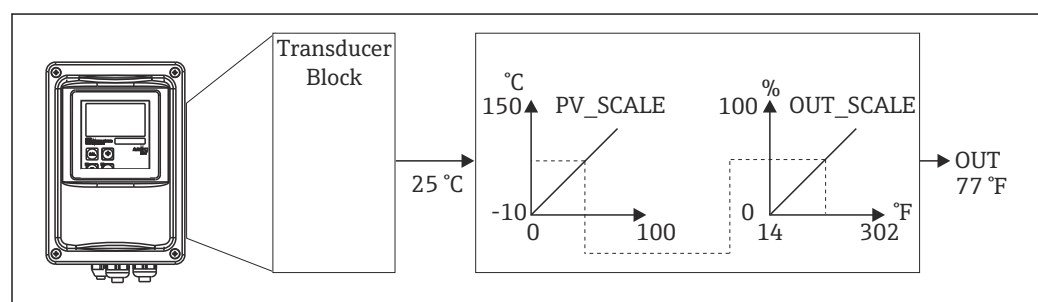 Transducer
Block
25 °C
°C
150
PV_SCALE
-10
0
100
%
100
OUT_SCALE
0
14
302
°F
OUT
77 °F